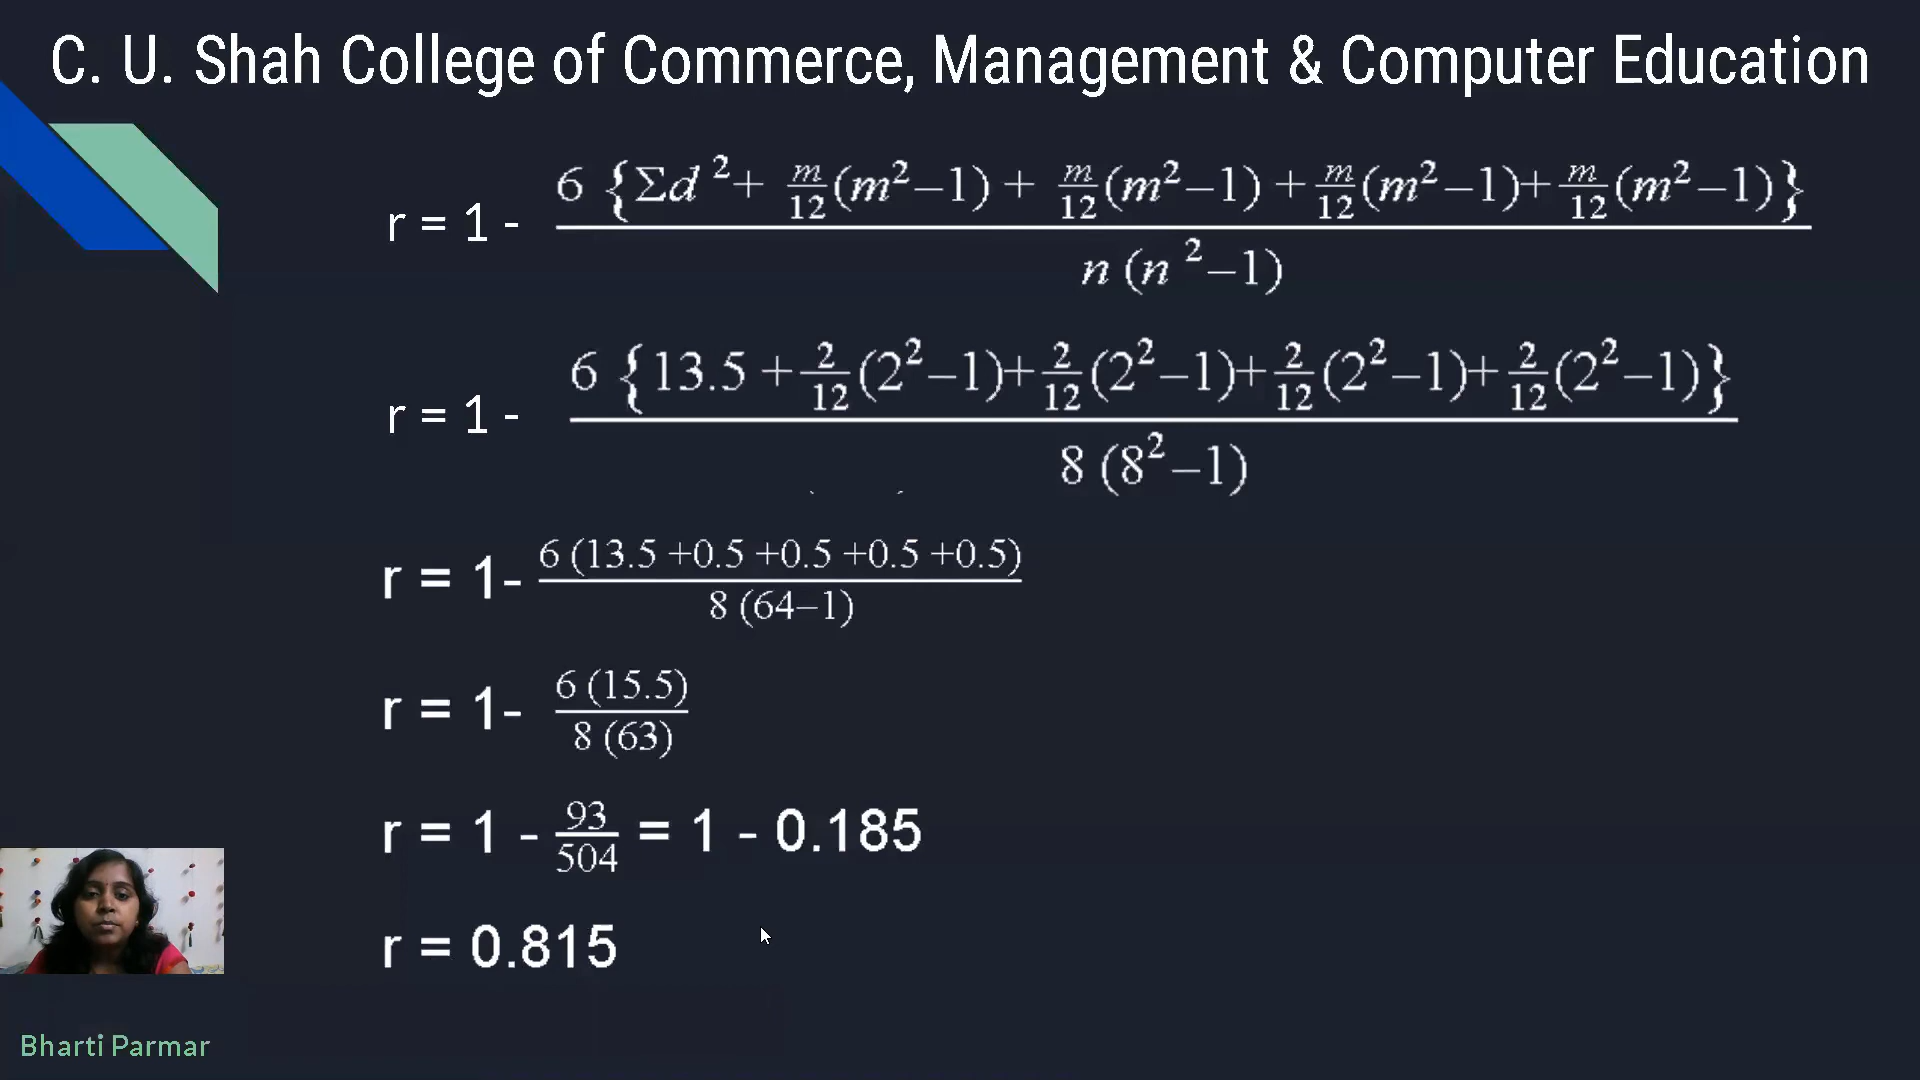 C. U. Shah College of Commerce, Management & Computer Education
r = 1 - 6 {Σd ²+ m/12(m²−1) + m/12(m²−1) + m/12(m²−1)+ m/12(m²−1)} / n (n ²−1)
r = 1 - 6 {13.5 + 2/12(2²−1)+ 2/12(2²−1)+ 2/12(2²−1)+ 2/12(2²−1)} / 8 (8²−1)
r = 1- 6 (13.5 +0.5 +0.5 +0.5 +0.5) / 8 (64−1)
r = 1- 6 (15.5) / 8 (63)
r = 1 - 93/504 = 1 - 0.185
r = 0.815
Bharti Parmar